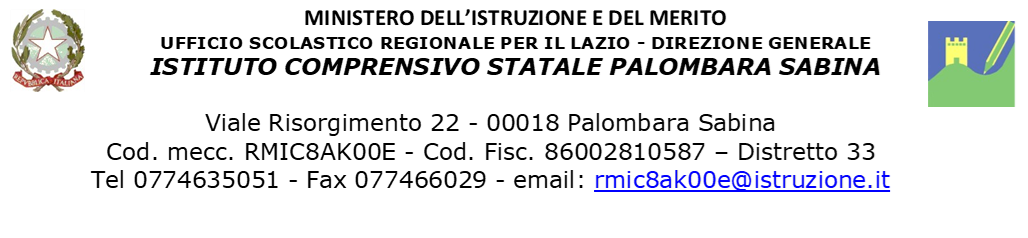 MINISTERO DELL’ISTRUZIONE E DEL MERITO
UFFICIO SCOLASTICO REGIONALE PER IL LAZIO - DIREZIONE GENERALE
ISTITUTO COMPRENSIVO STATALE PALOMBARA SABINA
REPVBBLICA ITALIANA
Viale Risorgimento 22 - 00018 Palombara Sabina
Cod. mecc. RMIC8AK00E - Cod. Fisc. 86002810587 – Distretto 33
Tel 0774635051 - Fax 077466029 - email: rmic8ak00e@istruzione.it